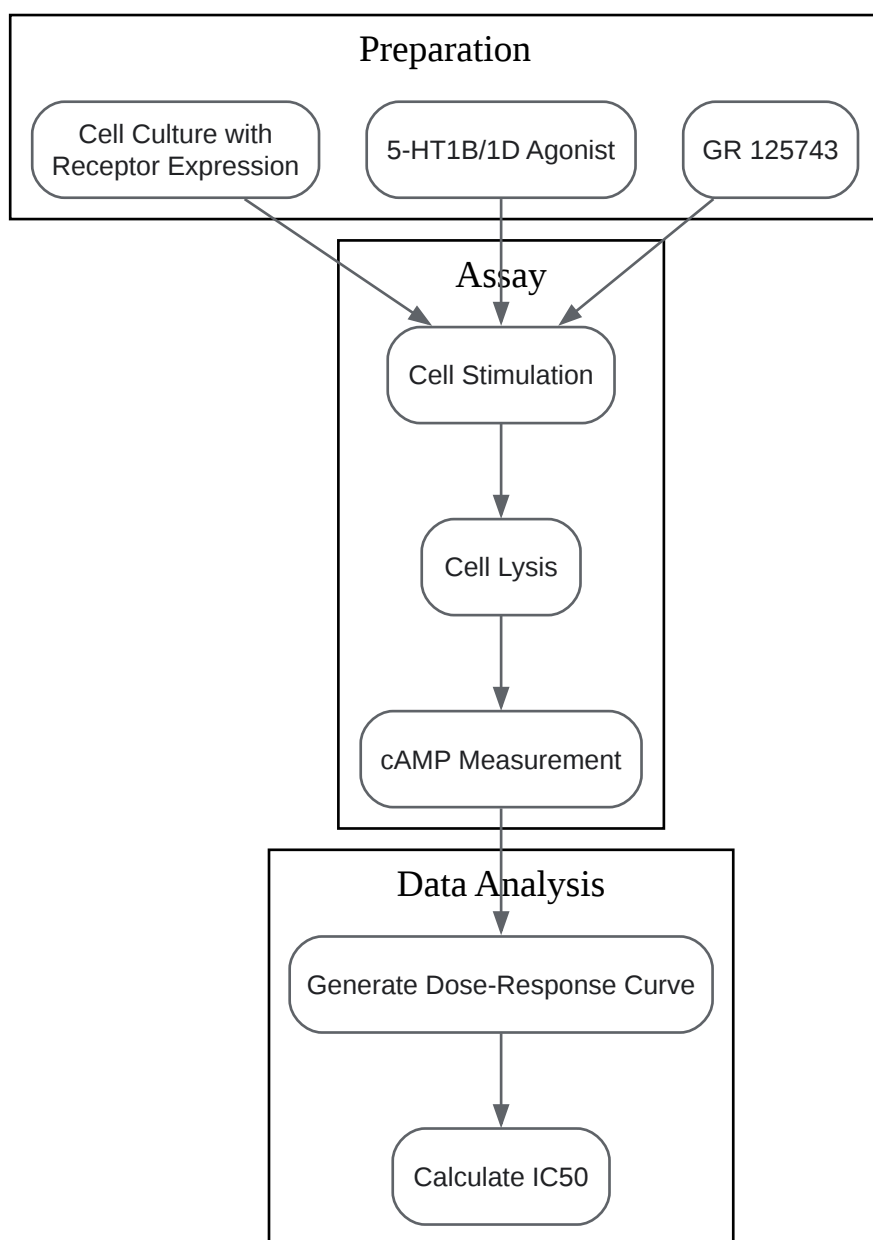 Preparation
Cell Culture with
Receptor Expression
5-HT1B/1D Agonist
GR 125743
Assay
Cell Stimulation
Cell Lysis
cAMP Measurement
Data Analysis
Generate Dose-Response Curve
Calculate IC50